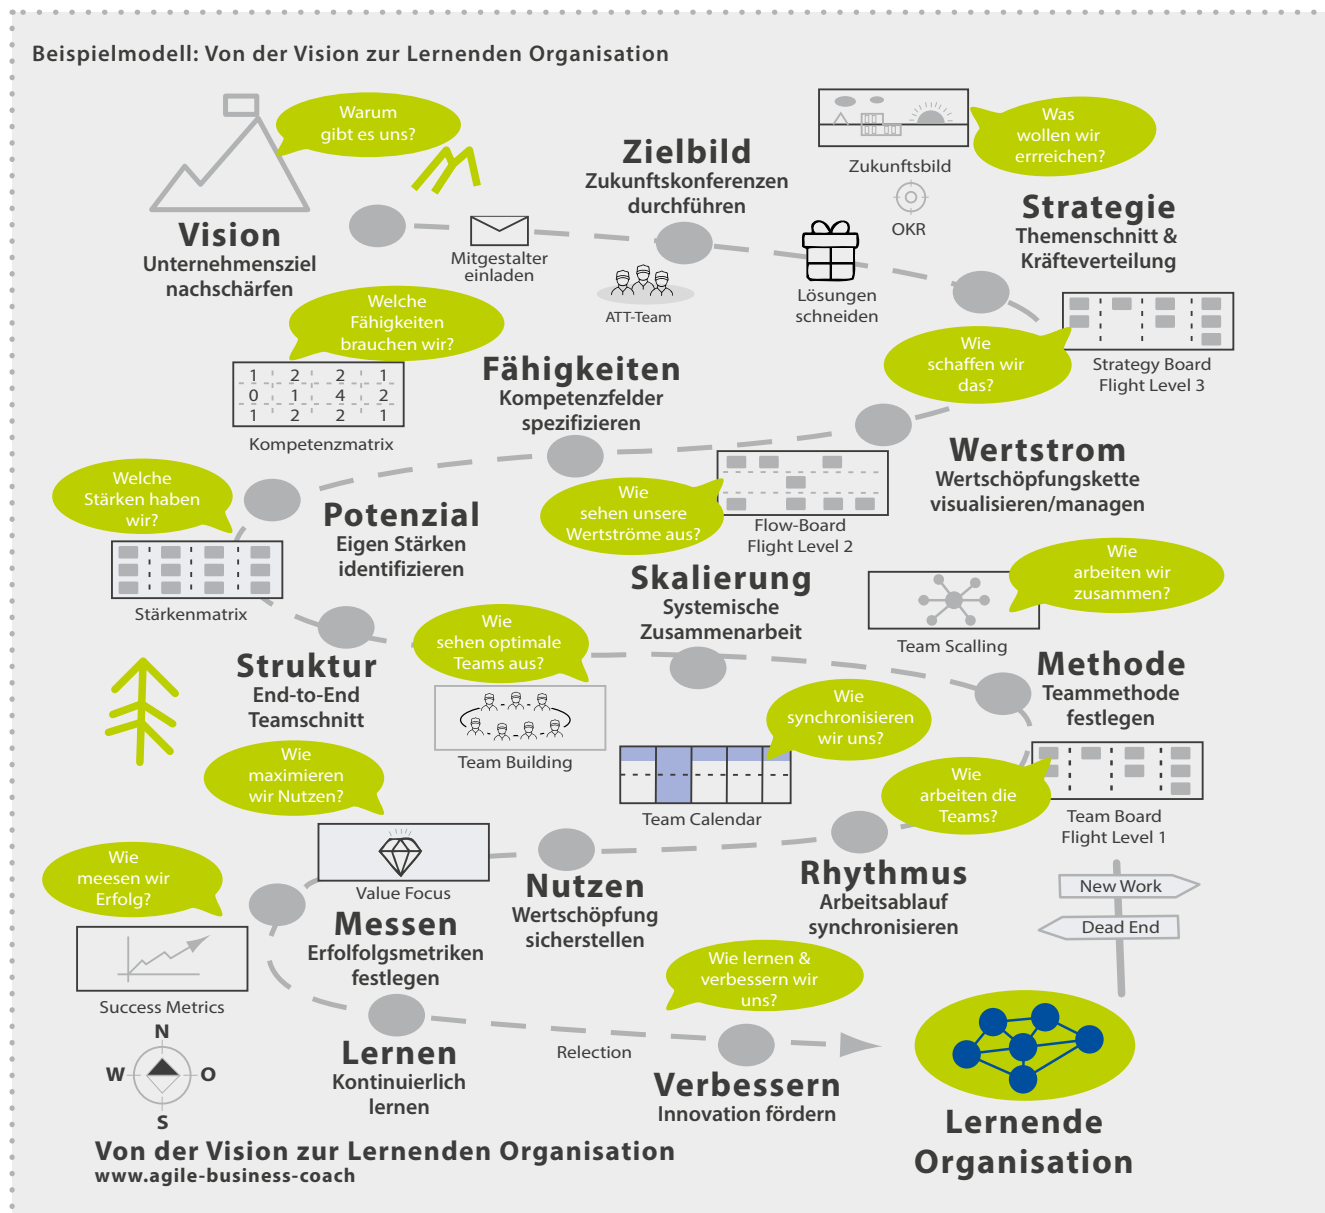 Beispielmodell: Von der Vision zur Lernenden Organisation
Warum
gibt es uns?
Vision
Unternehmensziel
nachschärfen
Mitgestalter
einladen
Zielbild
Zukunftskonferenzen
durchführen
ATT-Team
Zukunftsbild
OKR
Lösungen
schneiden
Was
wollen wir
errreichen?
Strategie
Themenschnitt &
Kräfteverteilung
Strategy Board
Flight Level 3
Wie
schaffen wir
das?
Wertstrom
Wertschöpfungskette
visualisieren/managen
Flow-Board
Flight Level 2
Wie
sehen unsere
Wertströme aus?
Fähigkeiten
Kompetenzfelder
spezifizieren
Welche
Fähigkeiten
brauchen wir?
1 2 2 1
0 1 4 2
1 2 2 1
Kompetenzmatrix
Welche
Stärken haben
wir?
Potenzial
Eigen Stärken
identifizieren
Stärkenmatrix
Struktur
End-to-End
Teamschnitt
Wie
sehen optimale
Teams aus?
Team Building
Skalierung
Systemische
Zusammenarbeit
Wie
arbeiten wir
zusammen?
Team Scalling
Methode
Teammethode
festlegen
Wie
synchronisieren
wir uns?
Team Calendar
Wie
arbeiten die
Teams?
Team Board
Flight Level 1
Rhythmus
Arbeitsablauf
synchronisieren
Nutzen
Wertschöpfung
sicherstellen
Wie
maximieren
wir Nutzen?
Value Focus
Wie
meesen wir
Erfolg?
Messen
Erfolfolgsmetriken
festlegen
Success Metrics
Lernen
Kontinuierlich
lernen
Relection
Wie lernen &
verbessern wir
uns?
Verbessern
Innovation fördern
New Work
Dead End
Lernende
Organisation
N
W O
S
Von der Vision zur Lernenden Organisation
www.agile-business-coach